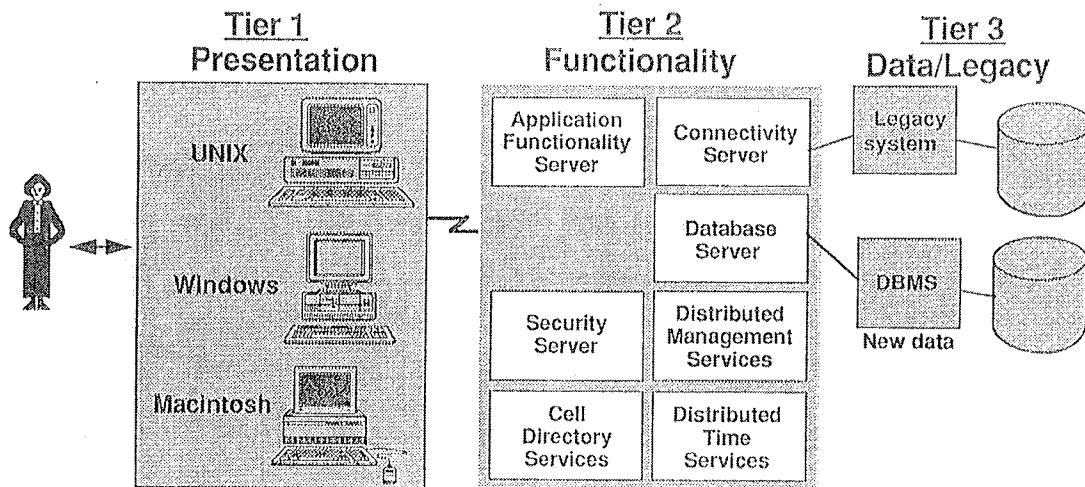 Tier 1
Presentation
UNIX
Windows
Macintosh
Tier 2
Functionality
Application
Functionality
Server
Connectivity
Server
Database
Server
Security
Server
Distributed
Management
Services
Cell
Directory
Services
Distributed
Time
Services
Tier 3
Data/Legacy
Legacy
system
DBMS
New data